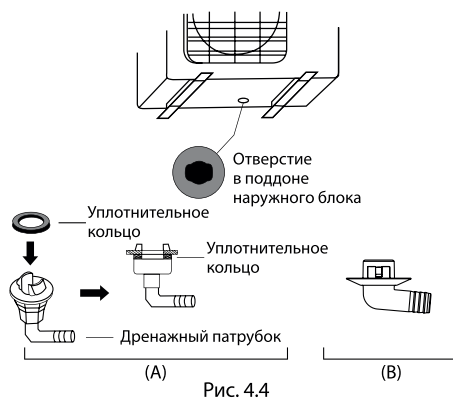 Отверстие
в поддоне
наружного блока
Уплотнительное
кольцо
Уплотнительное
кольцо
Дренажный патрубок
(A)
(B)
Рис. 4.4